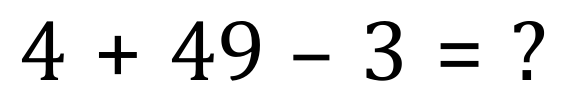 4 + 49 – 3 = ?